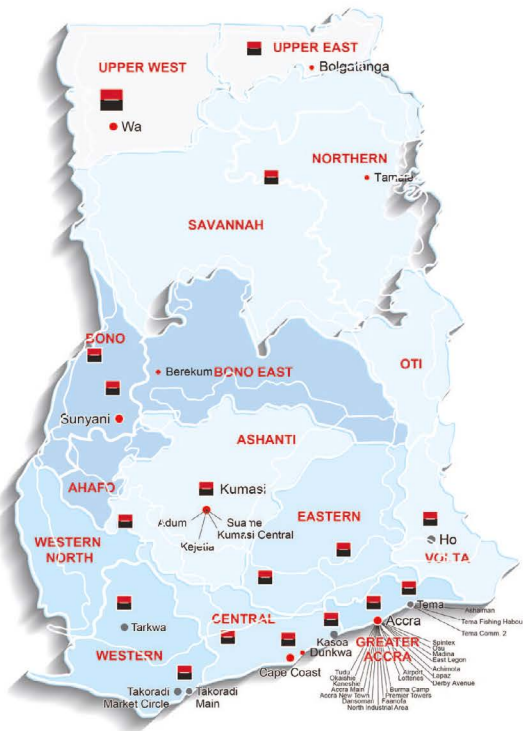 UPPER EAST
Bolgatanga
UPPER WEST
Wa
NORTHERN
Tamale
SAVANNAH
BONO
OTI
Berekum
BONO EAST
Sunyani
ASHANTI
AHAFO
Kumasi
Adum
Suame
Kumasi Central
Kejetia
EASTERN
WESTERN
NORTH
Ho
VOLTA
Tema
Ashaiman
Tema Fishing Habou
Tema Comm. 2
CENTRAL
Tarkwa
Kasoa
Dunkwa
Accra
GREATER
ACCRA
WESTERN
Cape Coast
Takoradi
Market Circle
Takoradi
Main
Spintex
Osu
Madina
East Legon
Achimota
Lapaz
Derby Avenue
Airport
Lotteries
Tudu
Okaishie
Kaneshie
Accra Main
Accra New Town
Dansoman
North Industrial Area
Burma Camp
Premier Towers
Faanofa